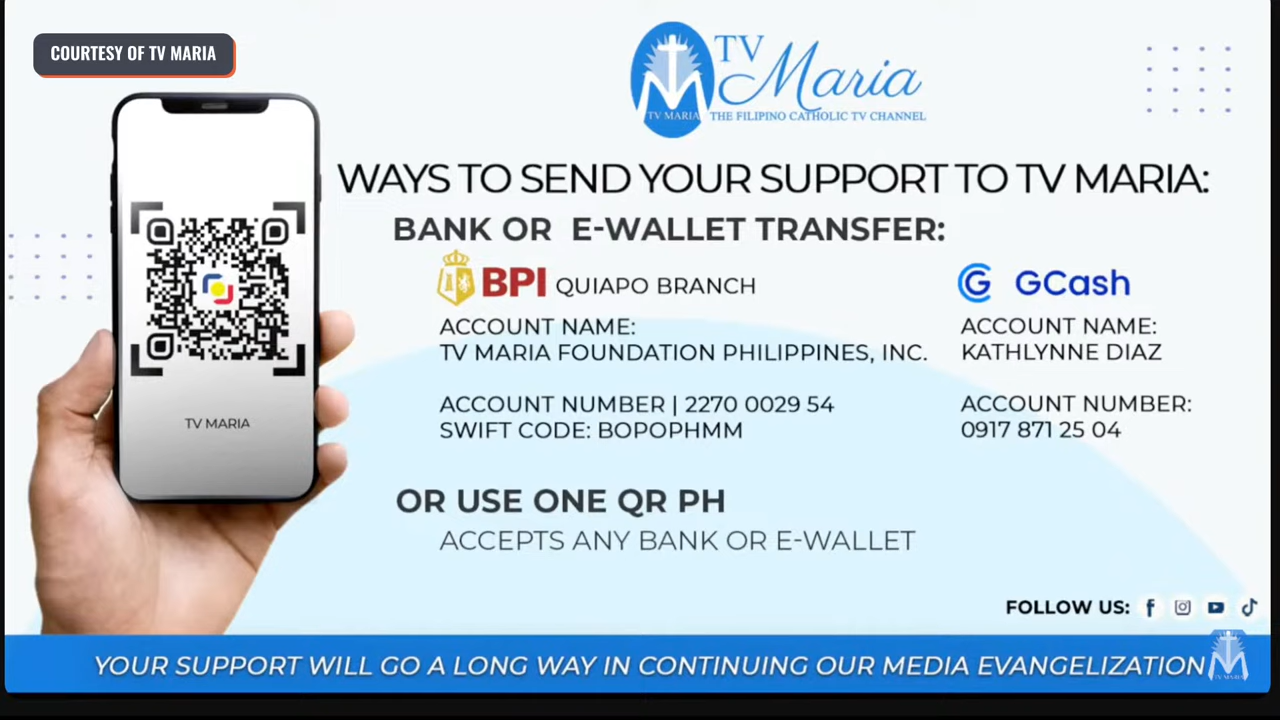 COURTESY OF TV MARIA
TV Maria
TV MARIA
THE FILIPINO CATHOLIC TV CHANNEL
WAYS TO SEND YOUR SUPPORT TO TV MARIA:
BANK OR E-WALLET TRANSFER:
BPI QUIAPO BRANCH
ACCOUNT NAME:
TV MARIA FOUNDATION PHILIPPINES, INC.
ACCOUNT NUMBER | 2270 0029 54
SWIFT CODE: BOPOPHMM
GCash
ACCOUNT NAME:
KATHLYNNE DIAZ
ACCOUNT NUMBER:
0917 871 25 04
TV MARIA
OR USE ONE QR PH
ACCEPTS ANY BANK OR E-WALLET
FOLLOW US:
YOUR SUPPORT WILL GO A LONG WAY IN CONTINUING OUR MEDIA EVANGELIZATION
TV MARIA